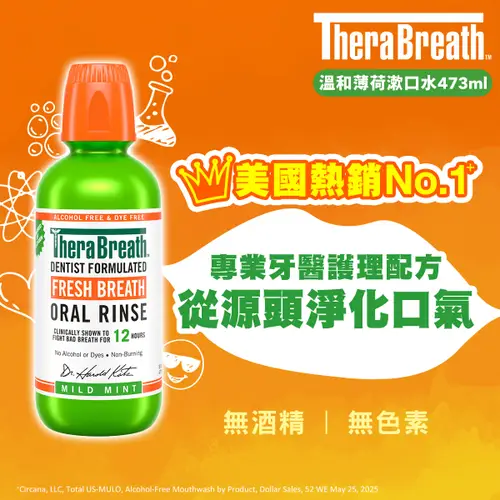 TheraBreath™
溫和薄荷漱口水473ml
美國熱銷No.1+
專業牙醫護理配方
從源頭淨化口氣
無酒精 | 無色素
ALCOHOL FREE & DYE FREE
TheraBreath
DENTIST FORMULATED
FRESH BREATH
ORAL RINSE
CLINICALLY SHOWN TO
FIGHT BAD BREATH FOR 12 HOURS
No Alcohol or Dyes • Non-Burning
Dr. Harold Katz
MILD MINT
+Circana, LLC, Total US-MULO, Alcohol-Free Mouthwash by Product, Dollar Sales, 52 WE May 25, 2025